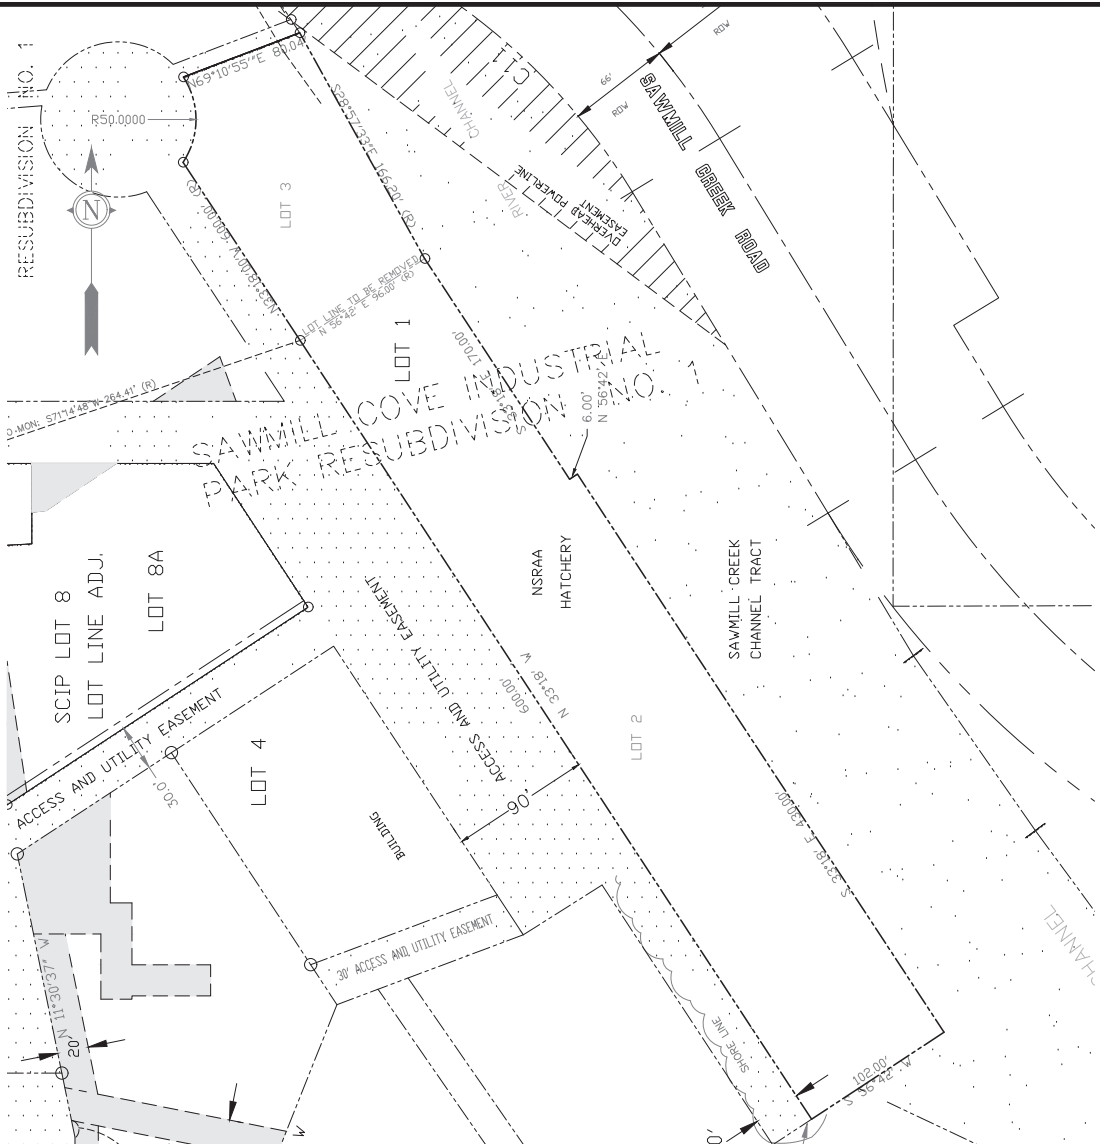 RESUBDIVISION NO. 1
R50.0000
N69°10'55"E 80.04
N
LOT 3
S28°57'33"E 166.20' (R)
CHANNEL
RIVER
OVERHEAD POWERLINE
EASEMENT
66'
ROW
ROW
SAWMILL CREEK ROAD
LOT LINE TO BE REMOVED
N 56°42' E 96.00' (R)
LOT 1
S 33°18' E 170.00'
6.00'
N 56°42' E
SAWMILL COVE INDUSTRIAL
PARK RESUBDIVISION NO. 1
S71°14'48"W 264.41' (R)
SCIP LOT 8
LOT LINE ADJ.
LOT 8A
NSRAA
HATCHERY
SAWMILL CREEK
CHANNEL TRACT
ACCESS AND UTILITY EASEMENT
N 33°18' W
600.00'
LOT 2
ACCESS AND UTILITY EASEMENT
30.0'
LOT 4
BUILDING
90'
S 33°18' E 430.00'
30' ACCESS AND UTILITY EASEMENT
CHANNEL
N 11°30'37" W
20'
SHORE LINE
102.00'
S 56°42' W